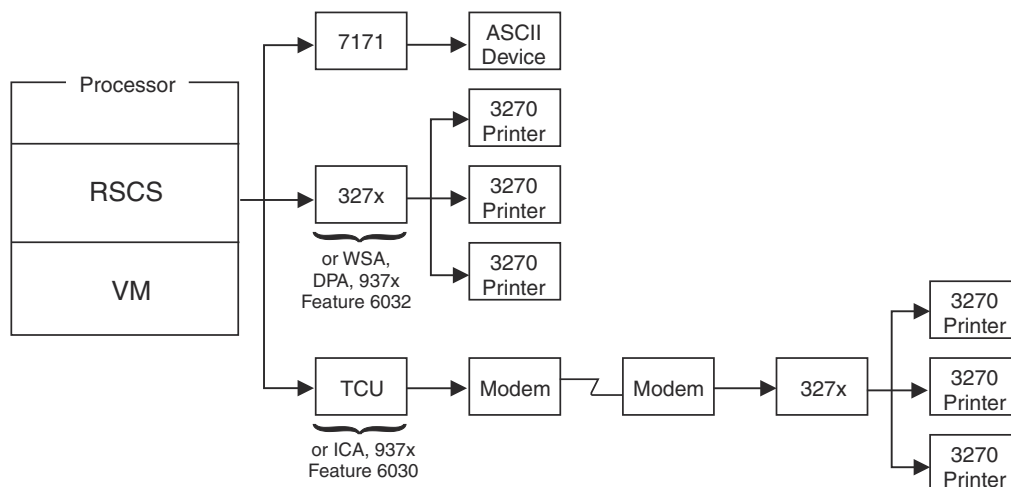 Processor
RSCS
VM
7171
ASCII
Device
327x
or WSA,
DPA, 937x
Feature 6032
3270
Printer
3270
Printer
3270
Printer
TCU
or ICA, 937x
Feature 6030
Modem
Modem
327x
3270
Printer
3270
Printer
3270
Printer